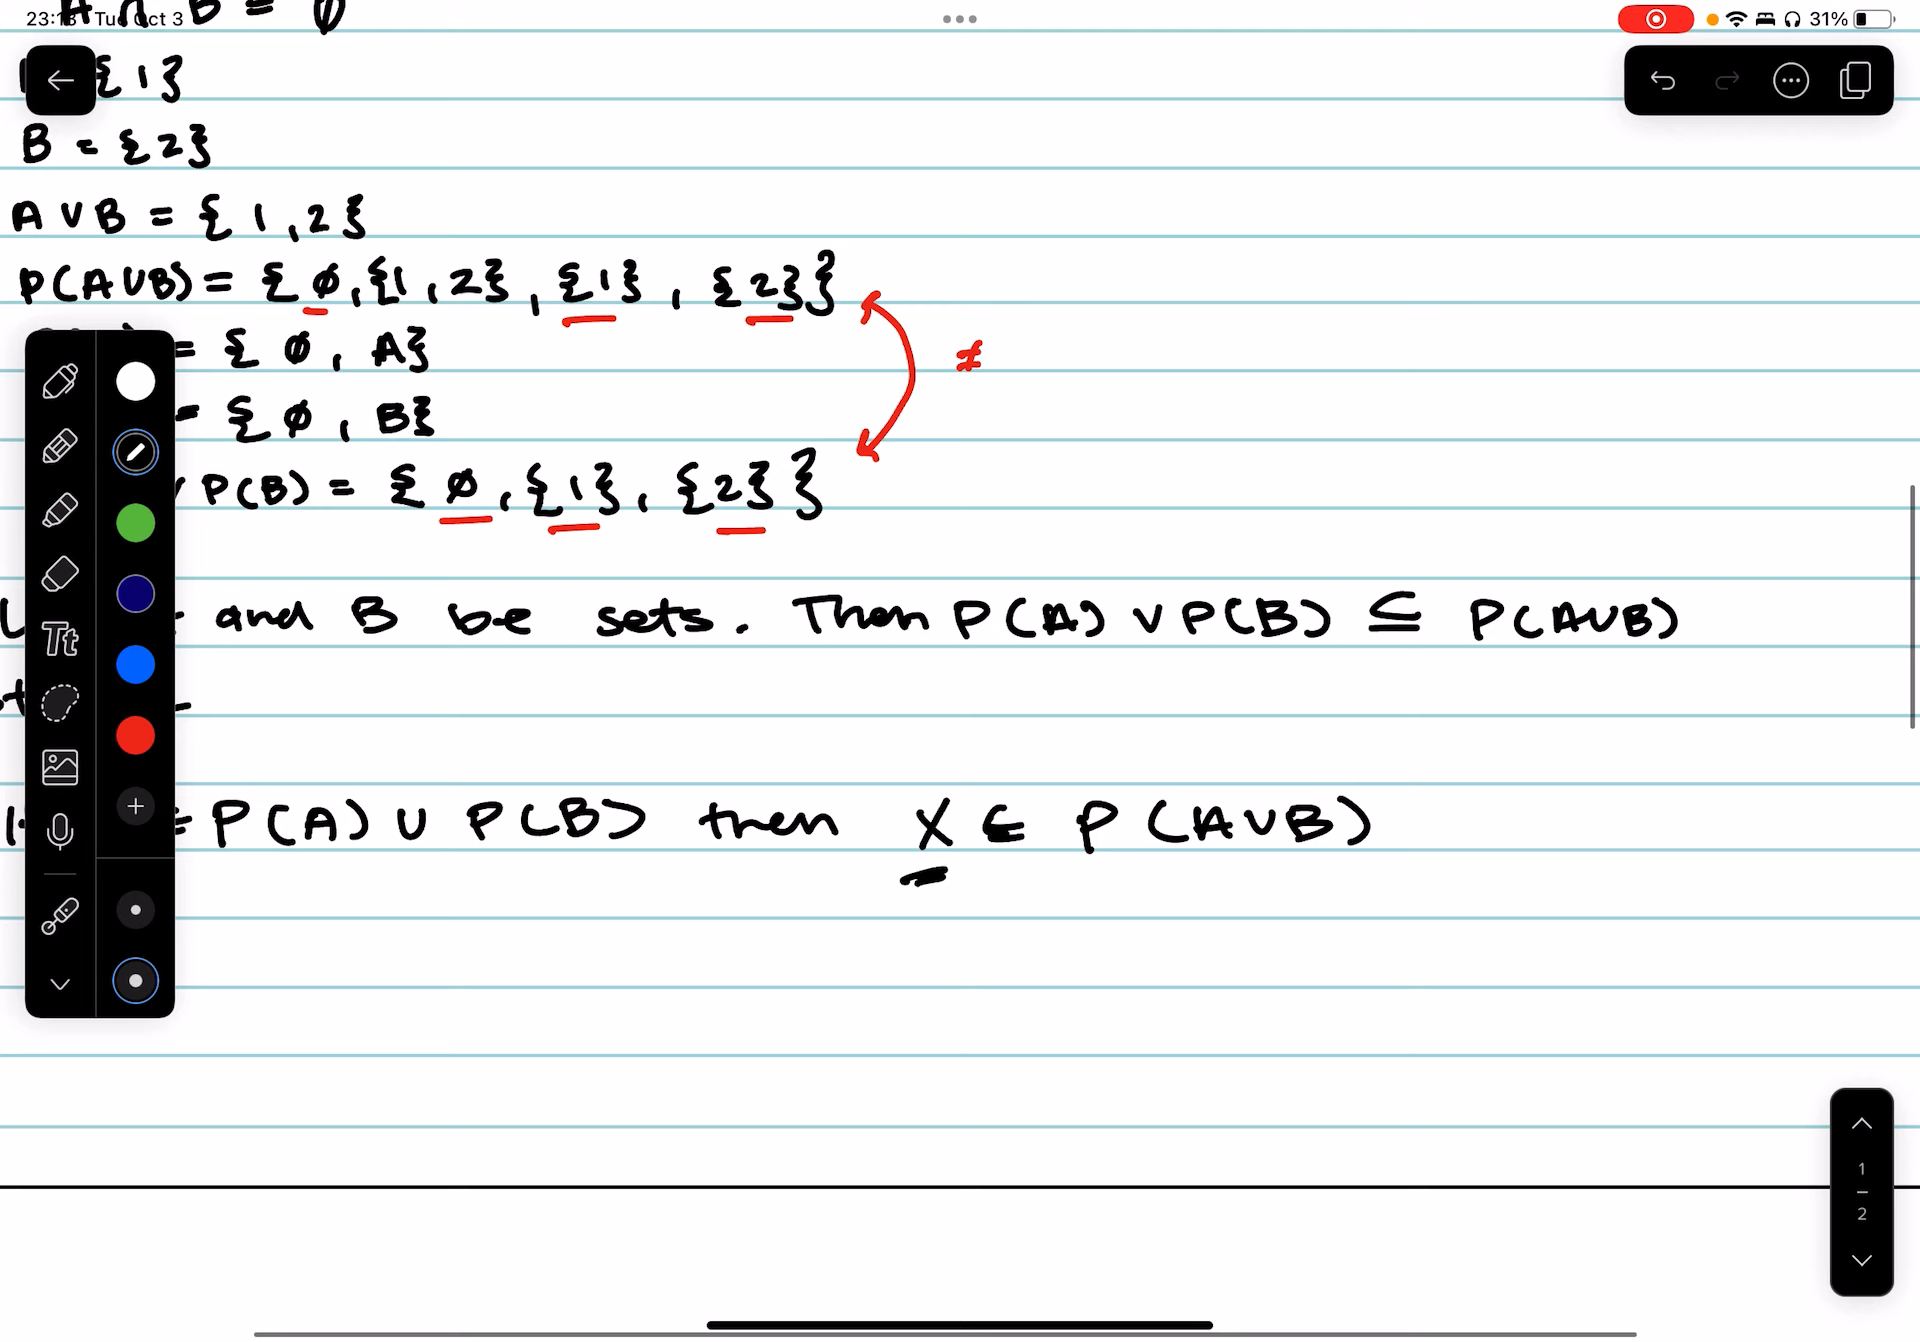 23:13 Tue Oct 3
31%
A ∩ B = ∅
{1}
B = {2}
A ∪ B = {1,2}
P(A∪B) = {∅,{1,2}, {1}, {2}}
≠
= {∅, A}
= {∅, B}
P(B) = {∅,{1}, {2}}
and B be sets. Then P(A) ∪ P(B) ⊆ P(A∪B)
Tt
P(A) ∪ P(B) then X ∈ P(A∪B)
1
2